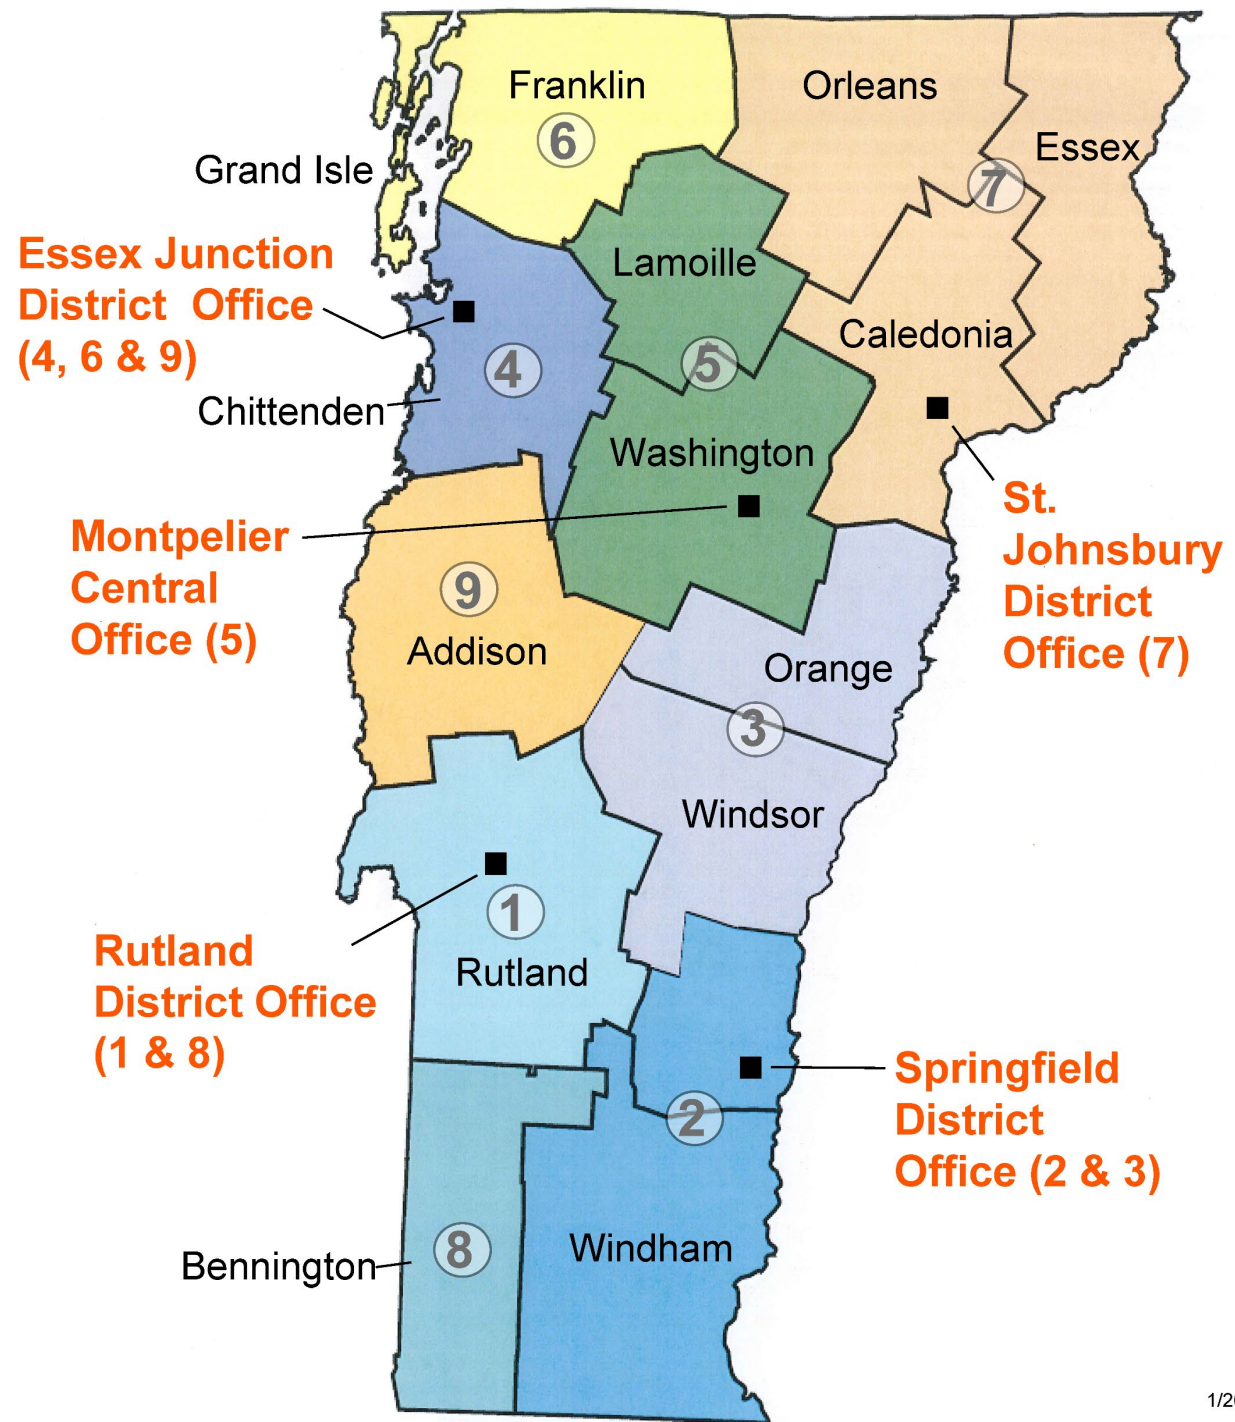 Franklin
6
Orleans
Essex
7
Grand Isle
Essex Junction
District Office
(4, 6 & 9)
Lamoille
Caledonia
5
4
Chittenden
Washington
St.
Johnsbury
District
Office (7)
Montpelier
Central
Office (5)
9
Addison
Orange
3
Windsor
1
Rutland
Rutland
District Office
(1 & 8)
Springfield
District
Office (2 & 3)
2
Bennington
8
Windham